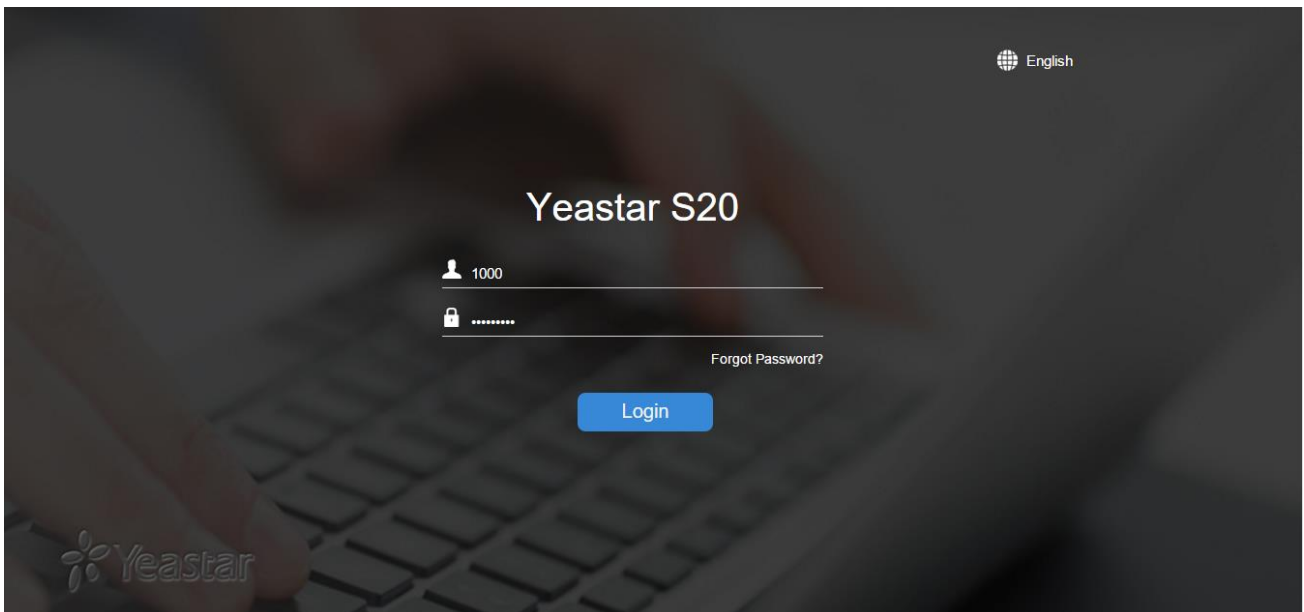 English
Yeastar S20
1000
•••••••••
Forgot Password?
Login
Yeastar